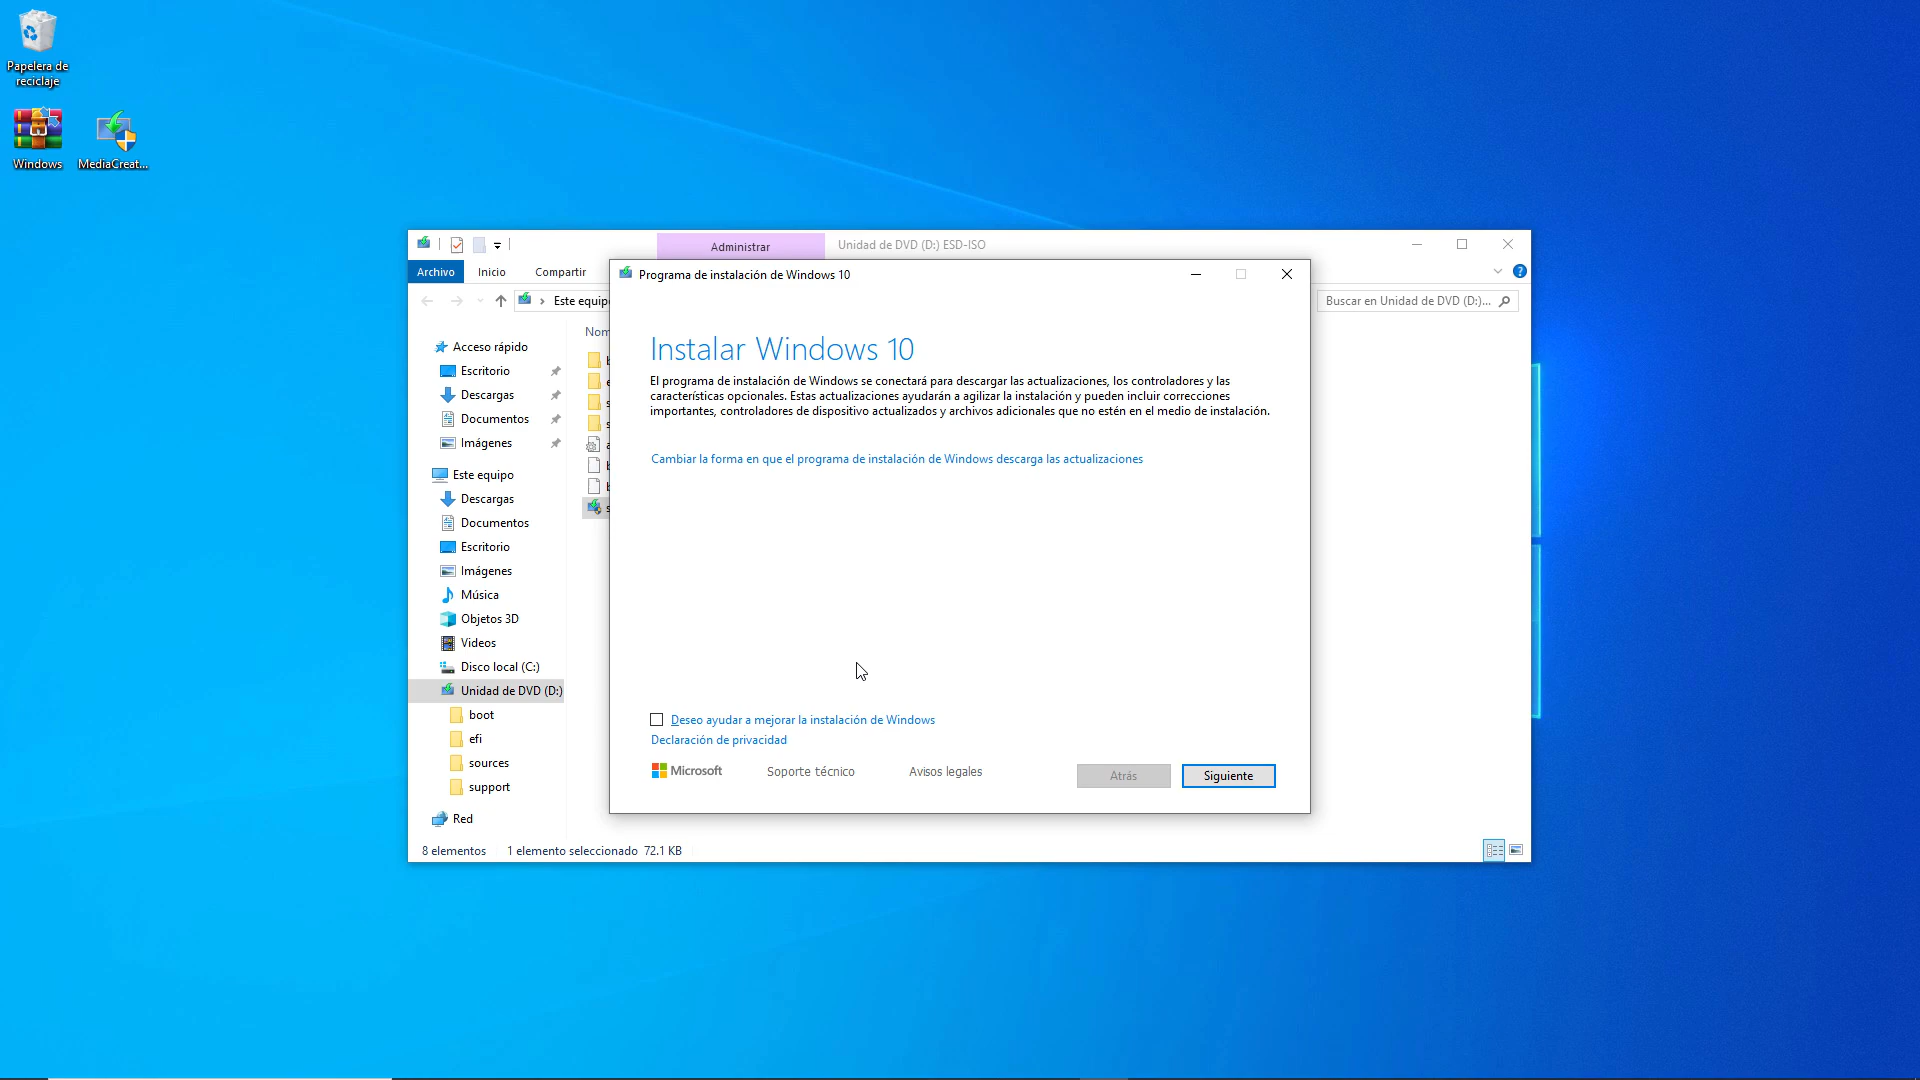 Papelera de
reciclaje
Windows
MediaCreat...
Administrar
Unidad de DVD (D:) ESD-ISO
Archivo
Inicio
Compartir
Este equipo
Buscar en Unidad de DVD (D:)...
Acceso rápido
Escritorio
Descargas
Documentos
Imágenes
Este equipo
Descargas
Documentos
Escritorio
Imágenes
Música
Objetos 3D
Videos
Disco local (C:)
Unidad de DVD (D:)
boot
efi
sources
support
Red
8 elementos
1 elemento seleccionado 72.1 KB
Nom
Programa de instalación de Windows 10
Instalar Windows 10
El programa de instalación de Windows se conectará para descargar las actualizaciones, los controladores y las
características opcionales. Estas actualizaciones ayudarán a agilizar la instalación y pueden incluir correcciones
importantes, controladores de dispositivo actualizados y archivos adicionales que no estén en el medio de instalación.
Cambiar la forma en que el programa de instalación de Windows descarga las actualizaciones
Deseo ayudar a mejorar la instalación de Windows
Declaración de privacidad
Microsoft
Soporte técnico
Avisos legales
Atrás
Siguiente